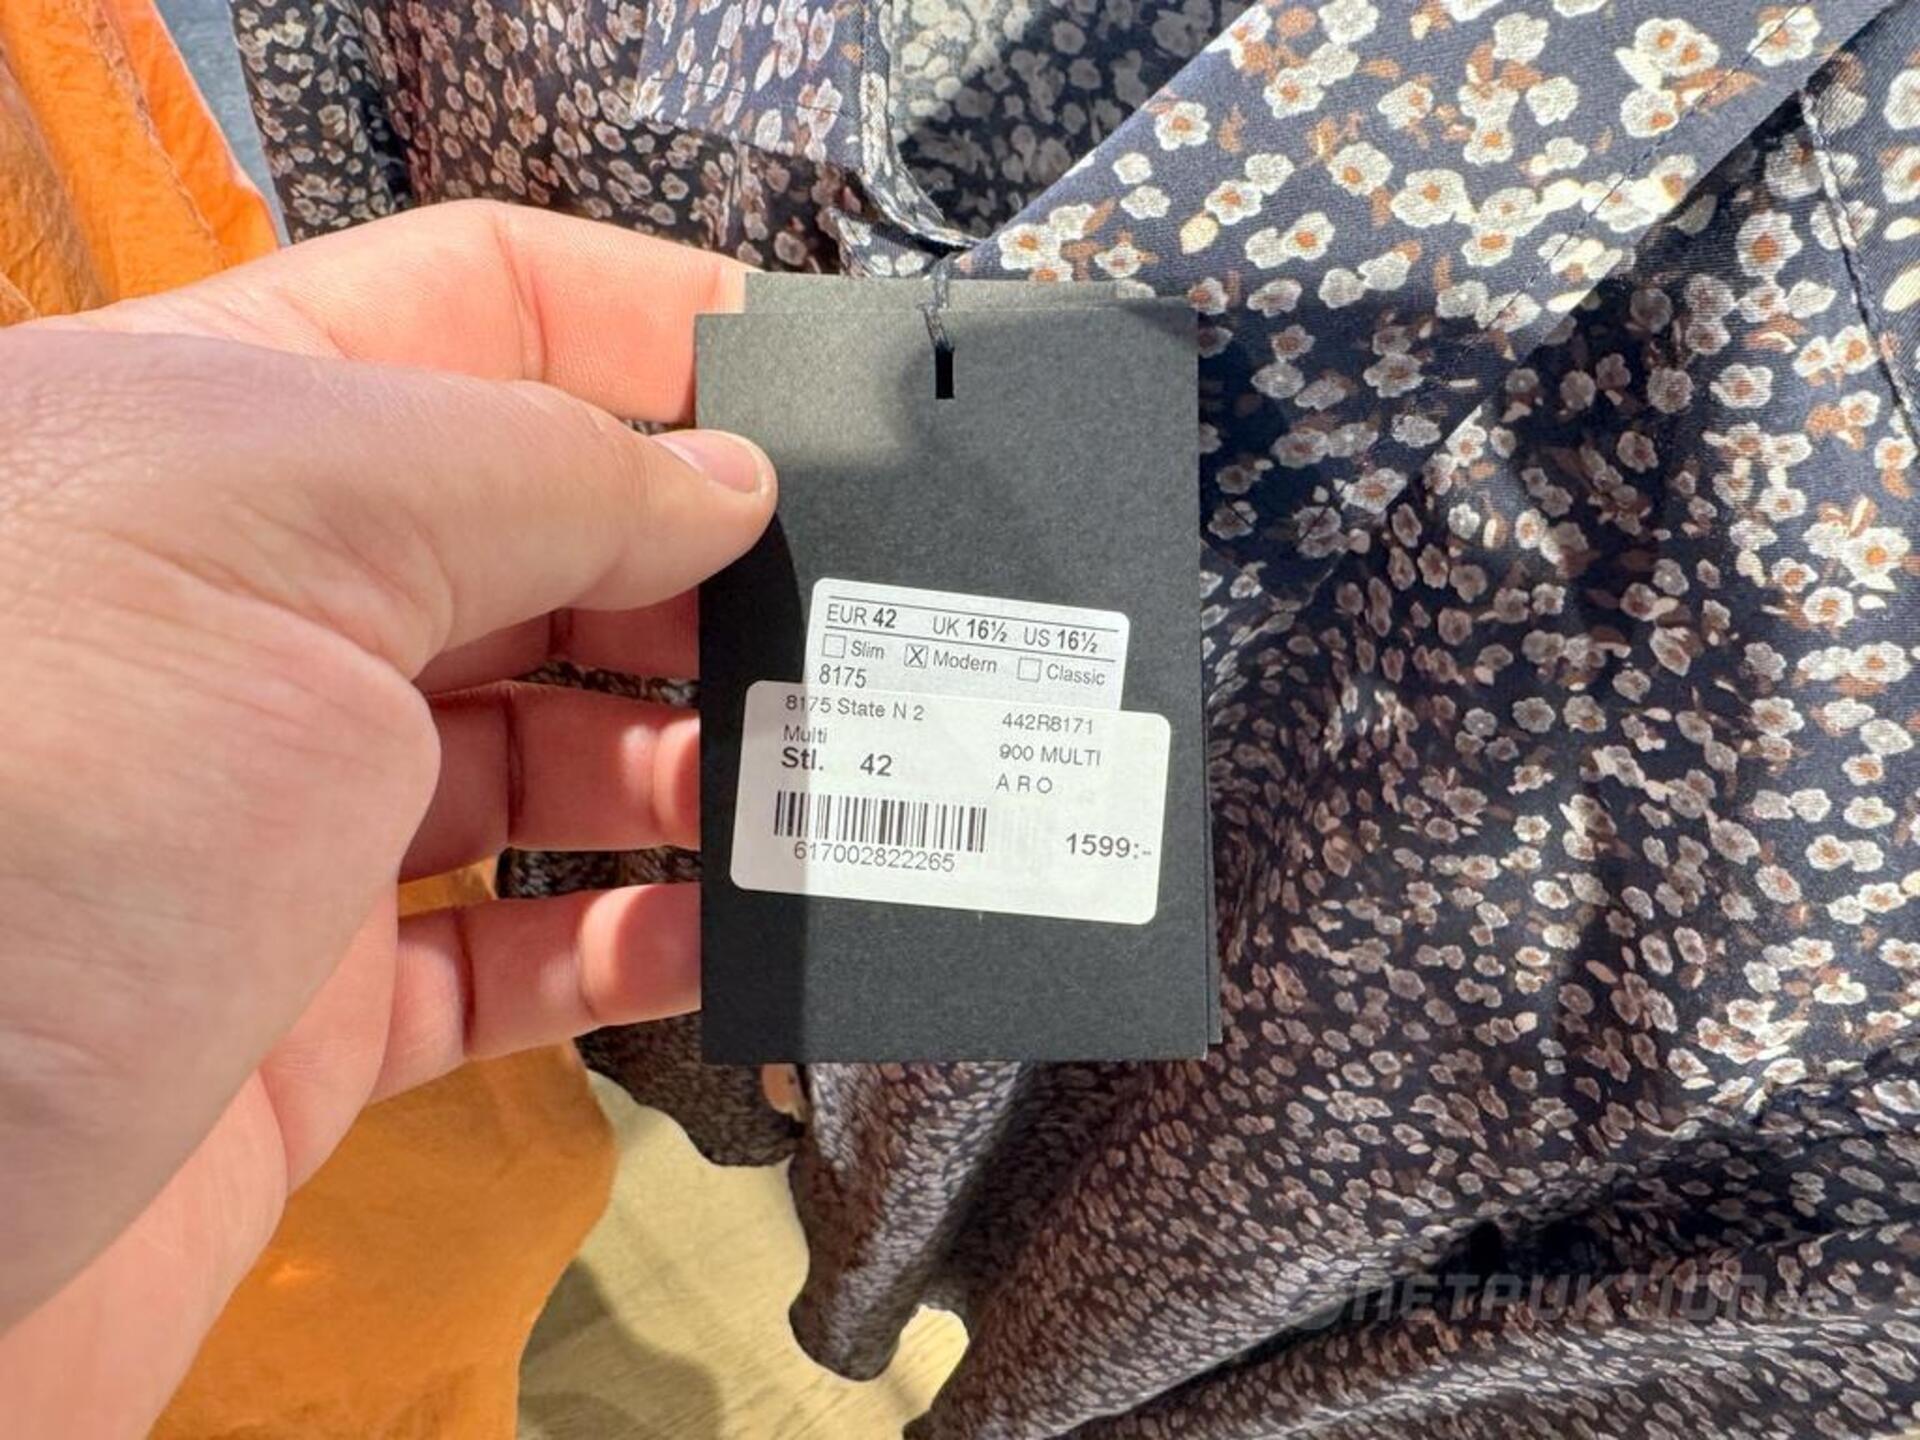 EUR 42 UK 16½ US 16½
Slim X Modern Classic
8175
8175 State N 2 442R8171
Multi 900 MULTI
Stl. 42 A R O
1599:-
617002822265